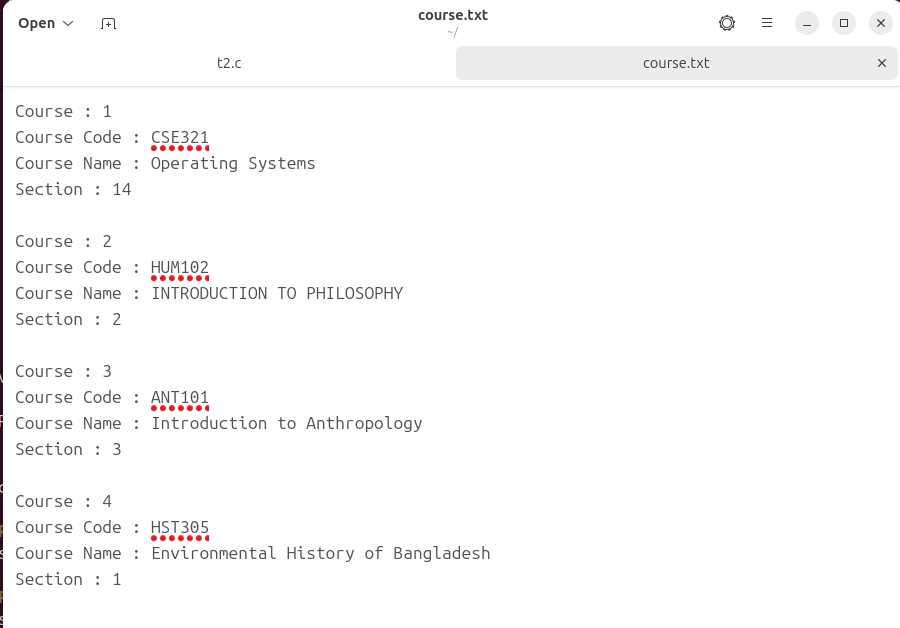 Open
course.txt
~/
t2.c
course.txt
Course : 1
Course Code : CSE321
Course Name : Operating Systems
Section : 14
Course : 2
Course Code : HUM102
Course Name : INTRODUCTION TO PHILOSOPHY
Section : 2
Course : 3
Course Code : ANT101
Course Name : Introduction to Anthropology
Section : 3
Course : 4
Course Code : HST305
Course Name : Environmental History of Bangladesh
Section : 1